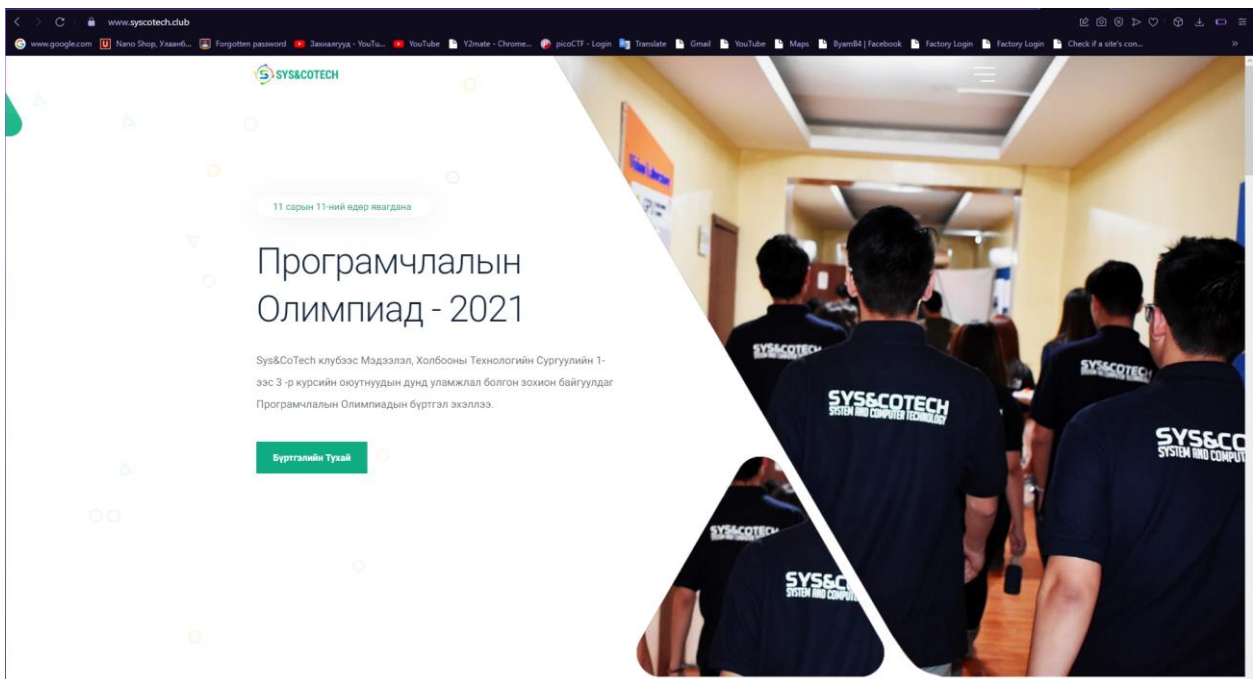 www.syscotech.club
www.google.com
Nano Shop, Улаанб...
Forgotten password
Захиалгууд - YouTu...
YouTube
Y2mate - Chrome...
picoCTF - Login
Translate
Gmail
YouTube
Maps
Byam64 | Facebook
Factory Login
Factory Login
Check if a site's con...
SYS&COTECH
11 сарын 11-ний өдөр явагдана
Програмчлалын
Олимпиад - 2021
Sys&CoTech клубээс Мэдээлэл, Холбооны Технологийн Сургуулийн 1-
ээс 3 -р курсийн оюутнуудын дунд уламжлал болгон зохион байгуулдаг
Програмчлалын Олимпиадын бүртгэл эхэллээ.
Бүртгэлийн Тухай
SYS&COTECH
SYS&COTECH
SYSTEM AND COMPUTER TECHNOLOGY
SYS&COTECH
SYS&CO
SYSTEM AND COMPUT
SYS&COTECH
SYS&C
SYSTEM AND COMPUT